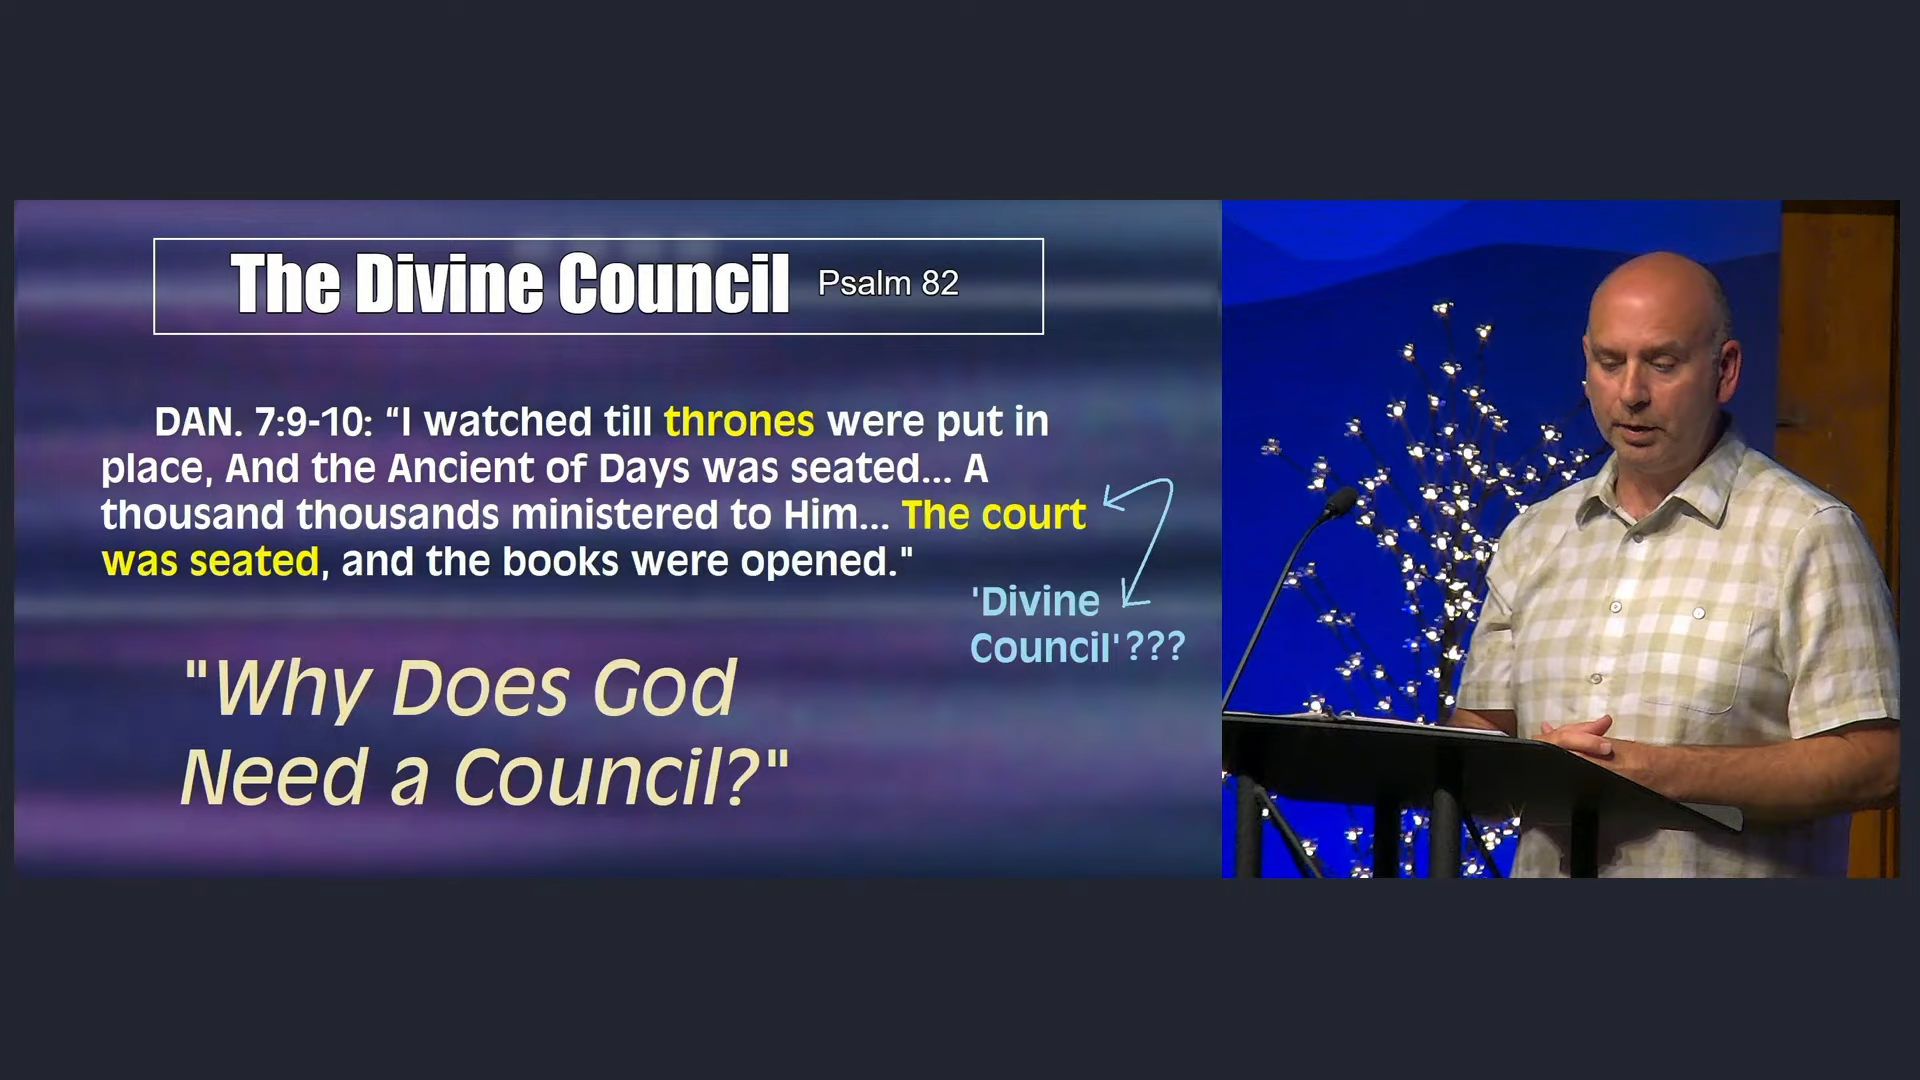 The Divine Council Psalm 82
DAN. 7:9-10: “I watched till thrones were put in
place, And the Ancient of Days was seated... A
thousand thousands ministered to Him... The court
was seated, and the books were opened."
'Divine
Council'???
"Why Does God
Need a Council?"